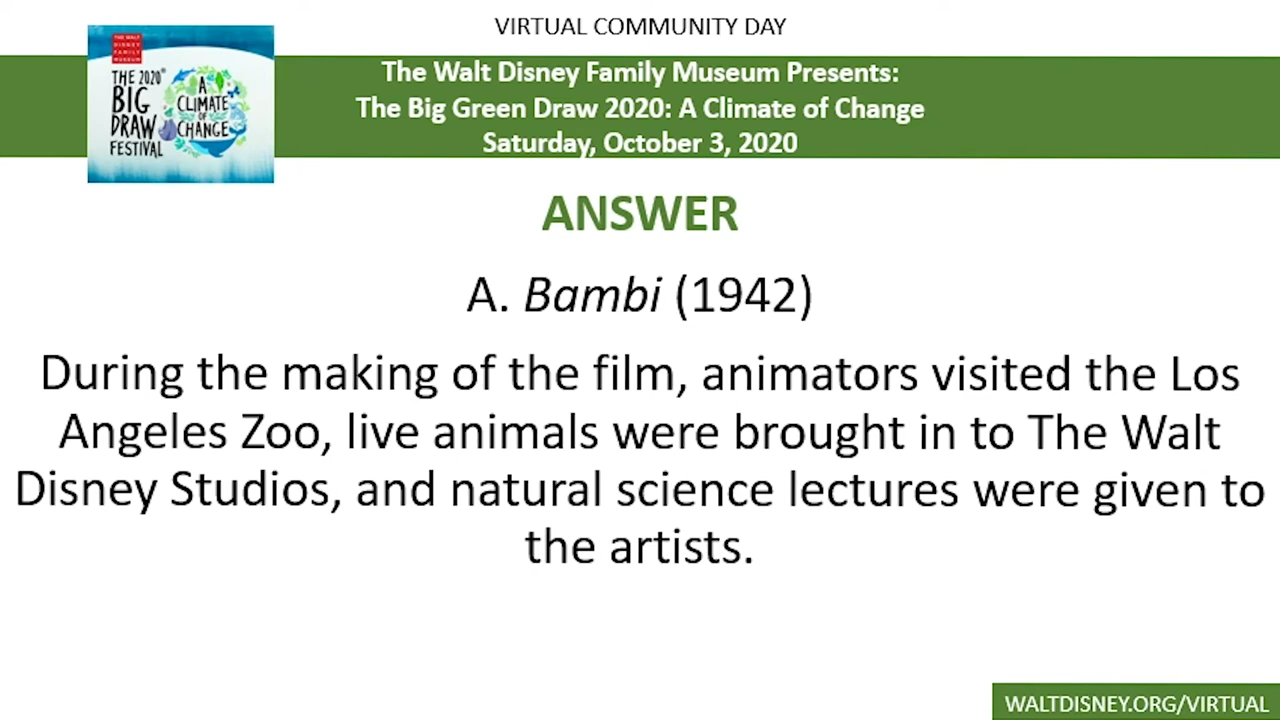 VIRTUAL COMMUNITY DAY
The Walt Disney Family Museum Presents:
The Big Green Draw 2020: A Climate of Change
Saturday, October 3, 2020
THE WALT
DISNEY
FAMILY
MUSEUM
THE 2020
BIG
DRAW
FESTIVAL
A
CLIMATE
OF
CHANGE
ANSWER
A. Bambi (1942)
During the making of the film, animators visited the Los
Angeles Zoo, live animals were brought in to The Walt
Disney Studios, and natural science lectures were given to
the artists.
WALTDISNEY.ORG/VIRTUAL